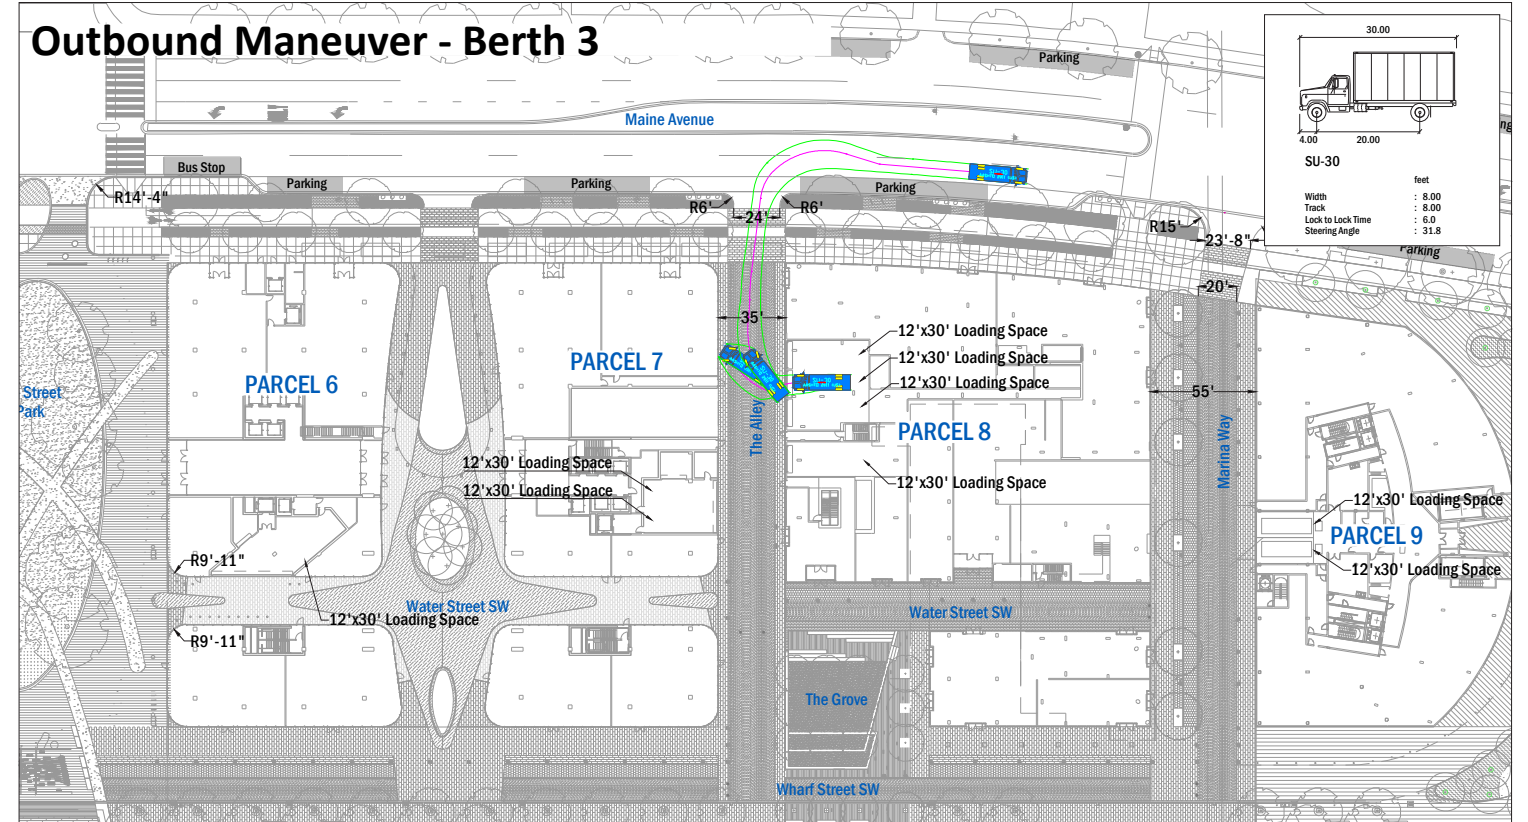 Outbound Maneuver - Berth 3
Parking
30.00
4.00
20.00
SU-30
feet
Width : 8.00
Track : 8.00
Lock to Lock Time : 6.0
Steering Angle : 31.8
Maine Avenue
Bus Stop
Parking
Parking
Parking
R14'-4"
R6'
24'
R6'
R15'
23'-8"
Parking
20'
35'
PARCEL 6
PARCEL 7
12'x30' Loading Space
12'x30' Loading Space
12'x30' Loading Space
PARCEL 8
The Alley
55'
Marina Way
Street
Park
12'x30' Loading Space
12'x30' Loading Space
12'x30' Loading Space
12'x30' Loading Space
PARCEL 9
12'x30' Loading Space
R9'-11"
Water Street SW
12'x30' Loading Space
R9'-11"
Water Street SW
The Grove
Wharf Street SW